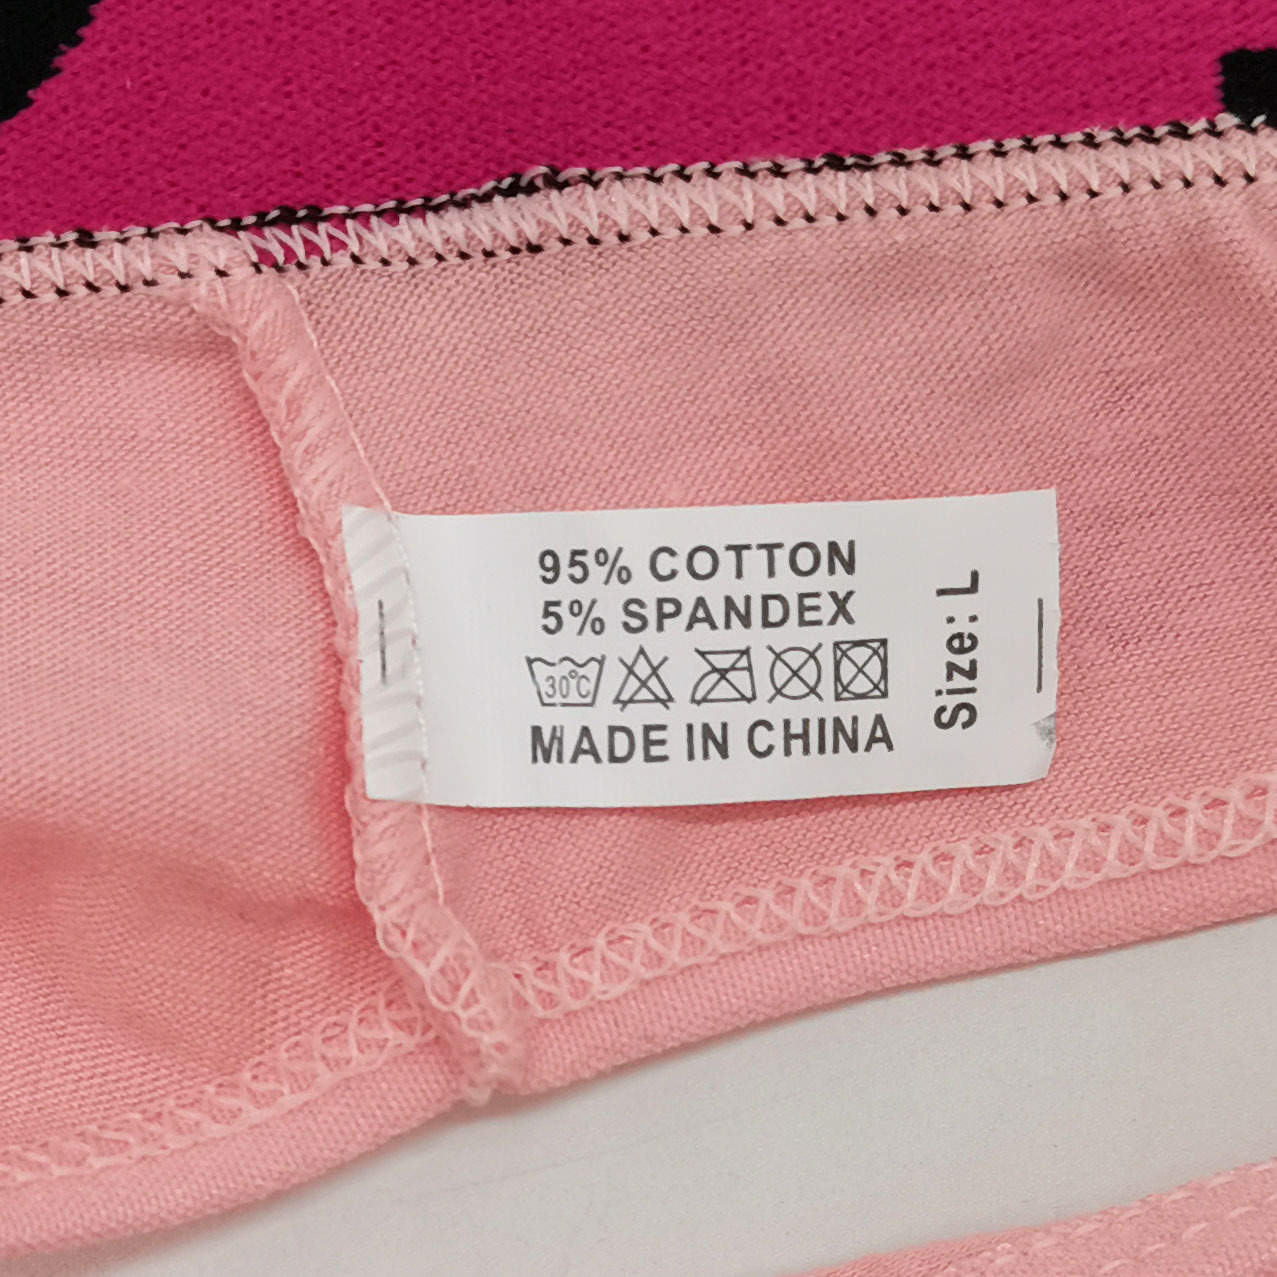 95% COTTON
5% SPANDEX
30°C
MADE IN CHINA
Size: L